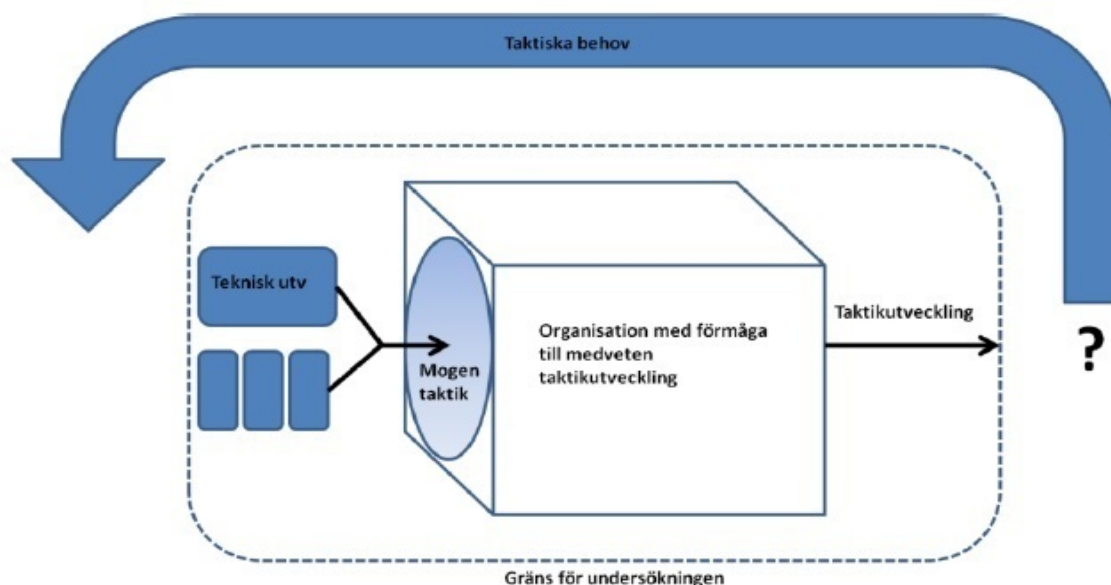 Taktiska behov
Teknisk utv
Mogen
taktik
Organisation med förmåga
till medveten
taktikutveckling
Taktikutveckling
?
Gräns för undersökningen